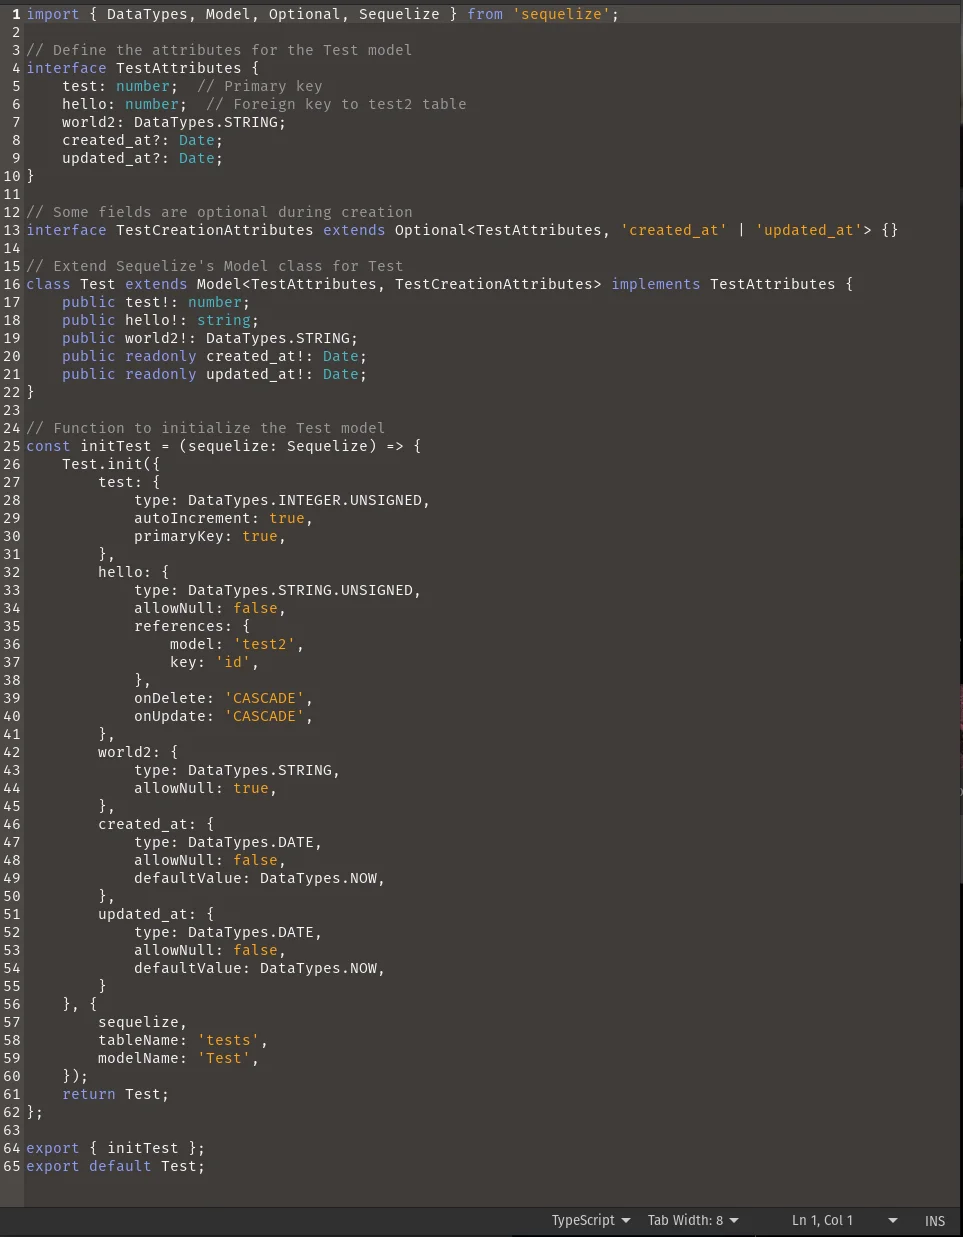 1 import { DataTypes, Model, Optional, Sequelize } from 'sequelize';
2
3 // Define the attributes for the Test model
4 interface TestAttributes {
5     test: number;  // Primary key
6     hello: number;  // Foreign key to test2 table
7     world2: DataTypes.STRING;
8     created_at?: Date;
9     updated_at?: Date;
10 }
11
12 // Some fields are optional during creation
13 interface TestCreationAttributes extends Optional<TestAttributes, 'created_at' | 'updated_at'> {}
14
15 // Extend Sequelize's Model class for Test
16 class Test extends Model<TestAttributes, TestCreationAttributes> implements TestAttributes {
17     public test!: number;
18     public hello!: string;
19     public world2!: DataTypes.STRING;
20     public readonly created_at!: Date;
21     public readonly updated_at!: Date;
22 }
23
24 // Function to initialize the Test model
25 const initTest = (sequelize: Sequelize) => {
26     Test.init({
27         test: {
28             type: DataTypes.INTEGER.UNSIGNED,
29             autoIncrement: true,
30             primaryKey: true,
31         },
32         hello: {
33             type: DataTypes.STRING.UNSIGNED,
34             allowNull: false,
35             references: {
36                 model: 'test2',
37                 key: 'id',
38             },
39             onDelete: 'CASCADE',
40             onUpdate: 'CASCADE',
41         },
42         world2: {
43             type: DataTypes.STRING,
44             allowNull: true,
45         },
46         created_at: {
47             type: DataTypes.DATE,
48             allowNull: false,
49             defaultValue: DataTypes.NOW,
50         },
51         updated_at: {
52             type: DataTypes.DATE,
53             allowNull: false,
54             defaultValue: DataTypes.NOW,
55         }
56     }, {
57         sequelize,
58         tableName: 'tests',
59         modelName: 'Test',
60     });
61     return Test;
62 };
63
64 export { initTest };
65 export default Test;
TypeScript Tab Width: 8 Ln 1, Col 1 INS